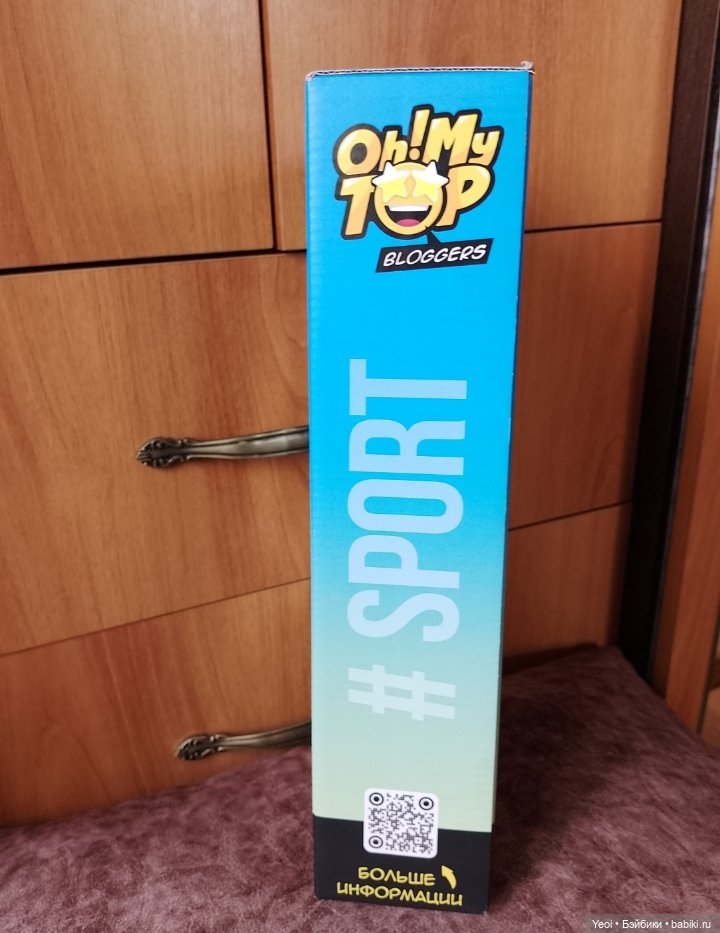 Oh! My
TOP
BLOGGERS
# SPORT
БОЛЬШЕ
ИНФОРМАЦИИ
Yeoi • Бэйбики • babiki.ru